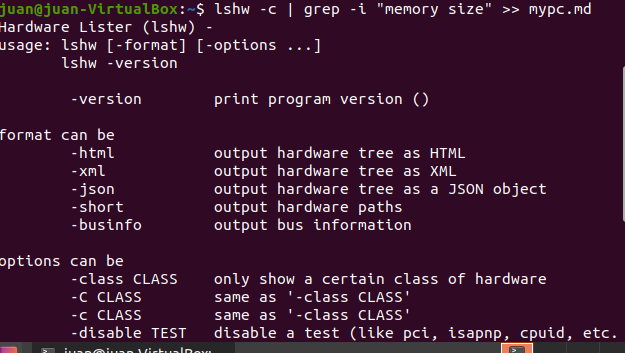 juan@juan-VirtualBox:~$ lshw -c | grep -i "memory size" >> mypc.md
Hardware Lister (lshw) -
usage: lshw [-format] [-options ...]
lshw -version
-version print program version ()
format can be
-html output hardware tree as HTML
-xml output hardware tree as XML
-json output hardware tree as a JSON object
-short output hardware paths
-businfo output bus information
options can be
-class CLASS only show a certain class of hardware
-C CLASS same as '-class CLASS'
-c CLASS same as '-class CLASS'
-disable TEST disable a test (like pci, isapnp, cpuid, etc.
juan@juan-VirtualBox: